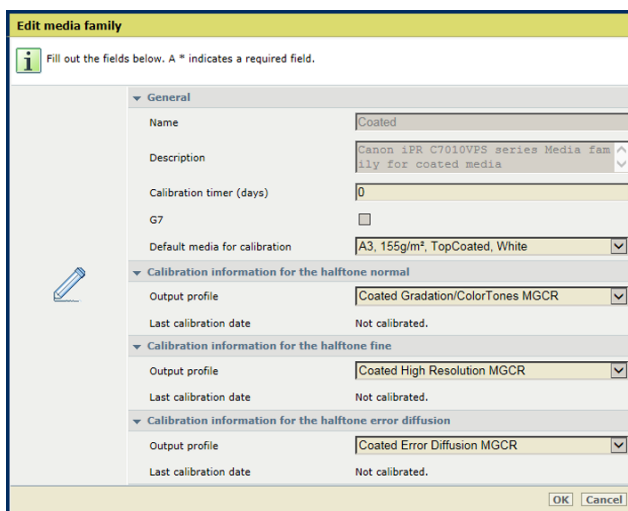 Edit media family
i Fill out the fields below. A * indicates a required field.
General
Name Coated
Description Canon iPR C7010VPS series Media fam
ily for coated media
Calibration timer (days) 0
G7
Default media for calibration A3, 155g/m², TopCoated, White
Calibration information for the halftone normal
Output profile Coated Gradation/ColorTones MGCR
Last calibration date Not calibrated.
Calibration information for the halftone fine
Output profile Coated High Resolution MGCR
Last calibration date Not calibrated.
Calibration information for the halftone error diffusion
Output profile Coated Error Diffusion MGCR
Last calibration date Not calibrated.
OK Cancel